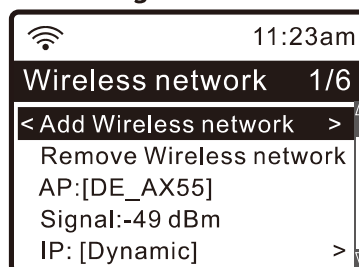 11:23am
Wireless network 1/6
< Add Wireless network >
Remove Wireless network
AP:[DE_AX55]
Signal:-49 dBm
IP: [Dynamic] >